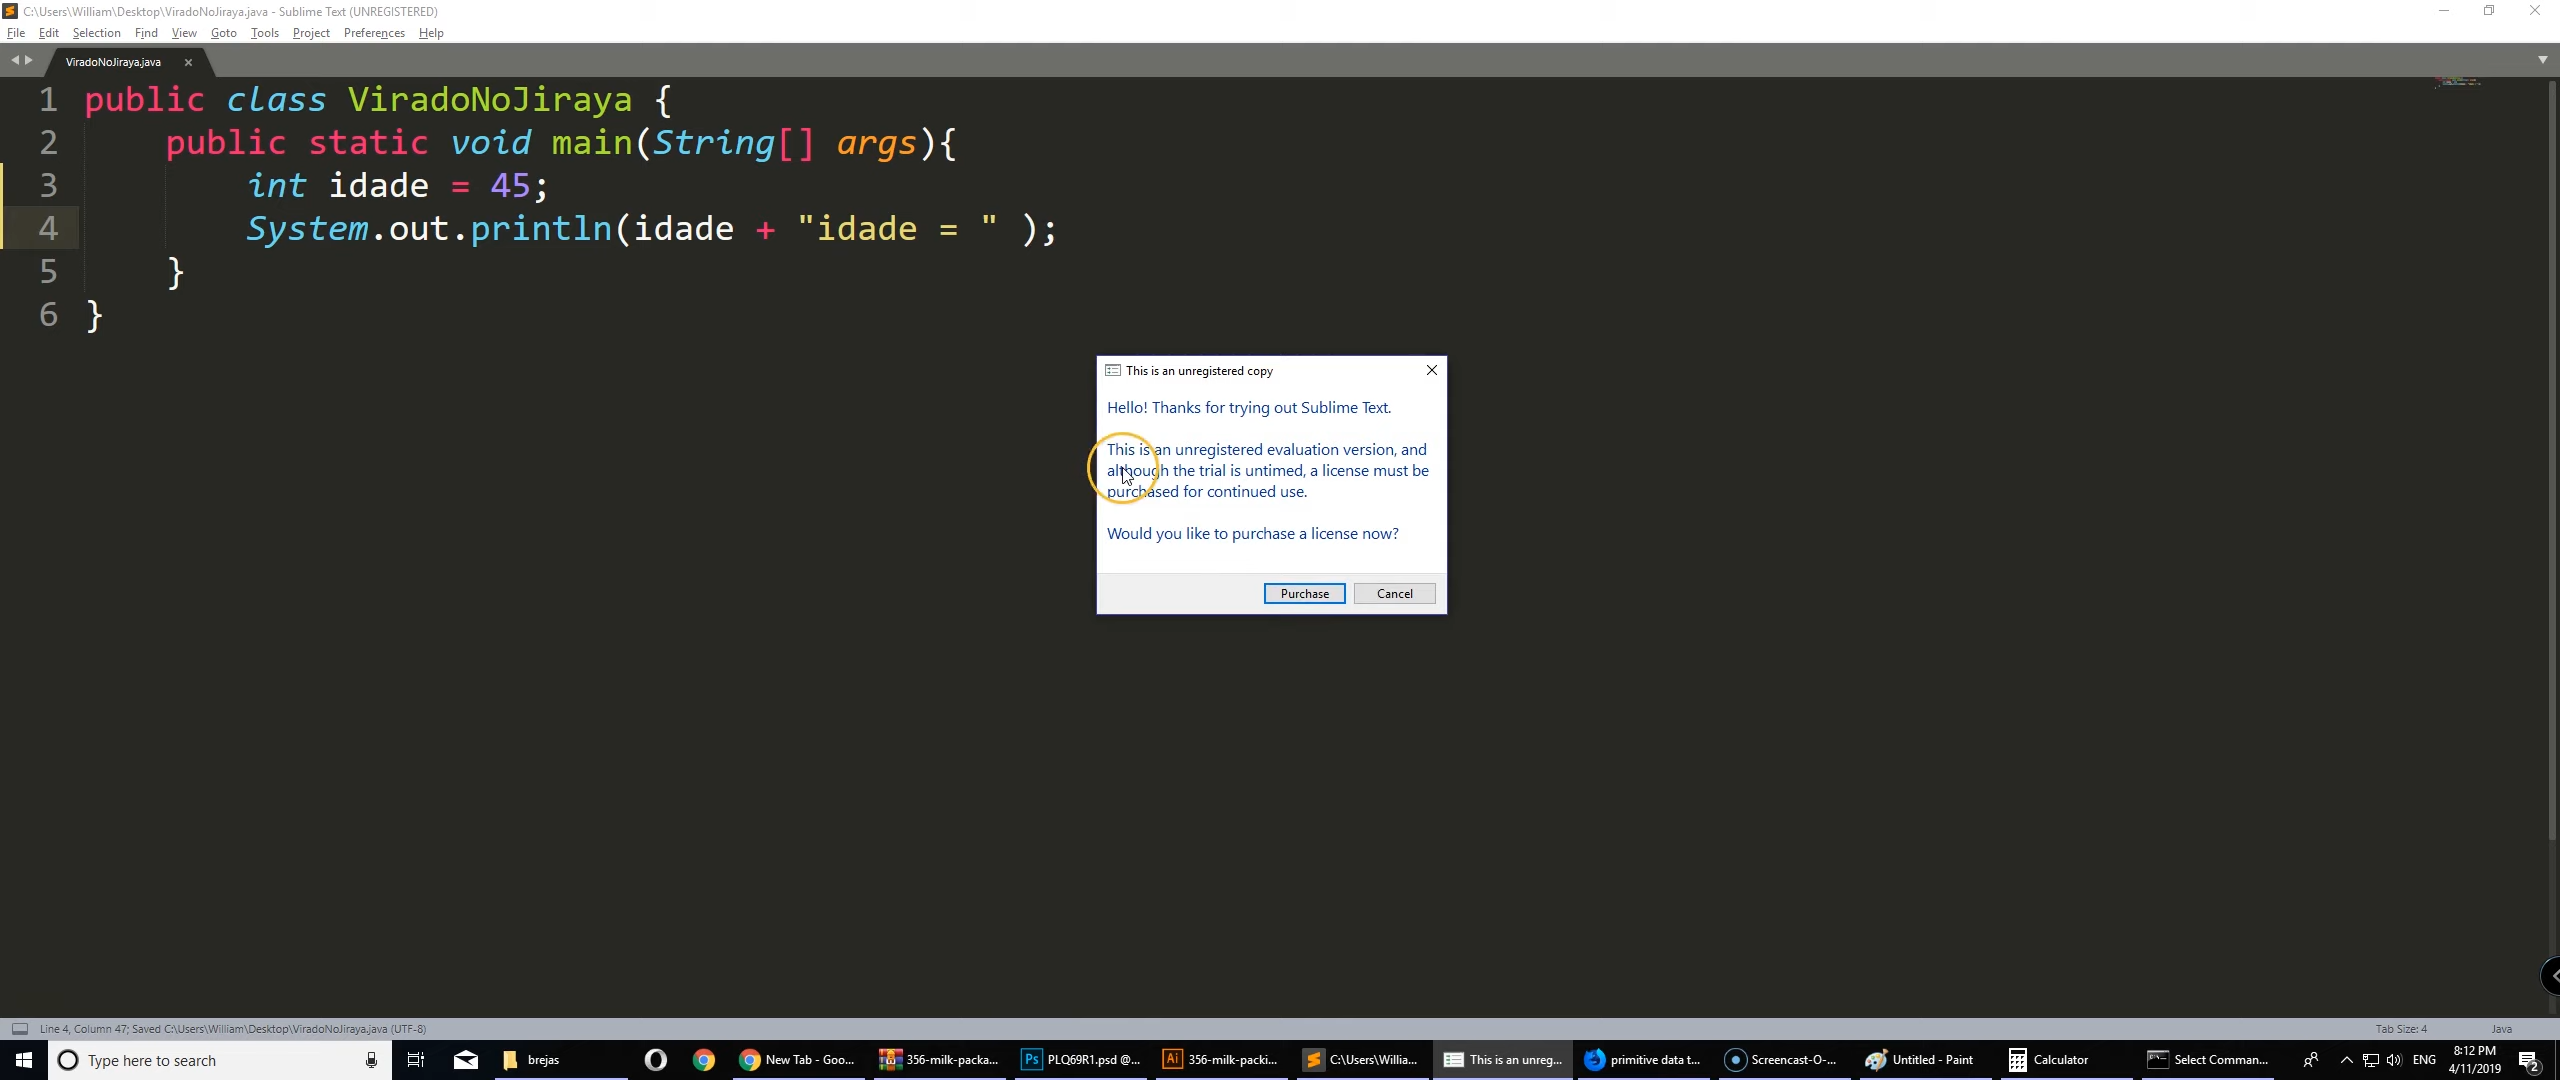 C:\Users\William\Desktop\ViradoNoJiraya.java - Sublime Text (UNREGISTERED)
File Edit Selection Find View Goto Tools Project Preferences Help
ViradoNoJiraya.java
1 public class ViradoNoJiraya {
2 public static void main(String[] args){
3 int idade = 45;
4 System.out.println(idade + "idade = " );
5 }
6 }
This is an unregistered copy
Hello! Thanks for trying out Sublime Text.
This is an unregistered evaluation version, and
although the trial is untimed, a license must be
purchased for continued use.
Would you like to purchase a license now?
Purchase Cancel
Line 4, Column 47; Saved C:\Users\William\Desktop\ViradoNoJiraya.java (UTF-8) Tab Size: 4 Java
Type here to search brejas New Tab - Goo... 356-milk-packa... PLQ69R1.psd @... 356-milk-packi... C:\Users\Willia... This is an unreg... primitive data t... Screencast-O-... Untitled - Paint Calculator Select Comman... ENG 8:12 PM
4/11/2019 2